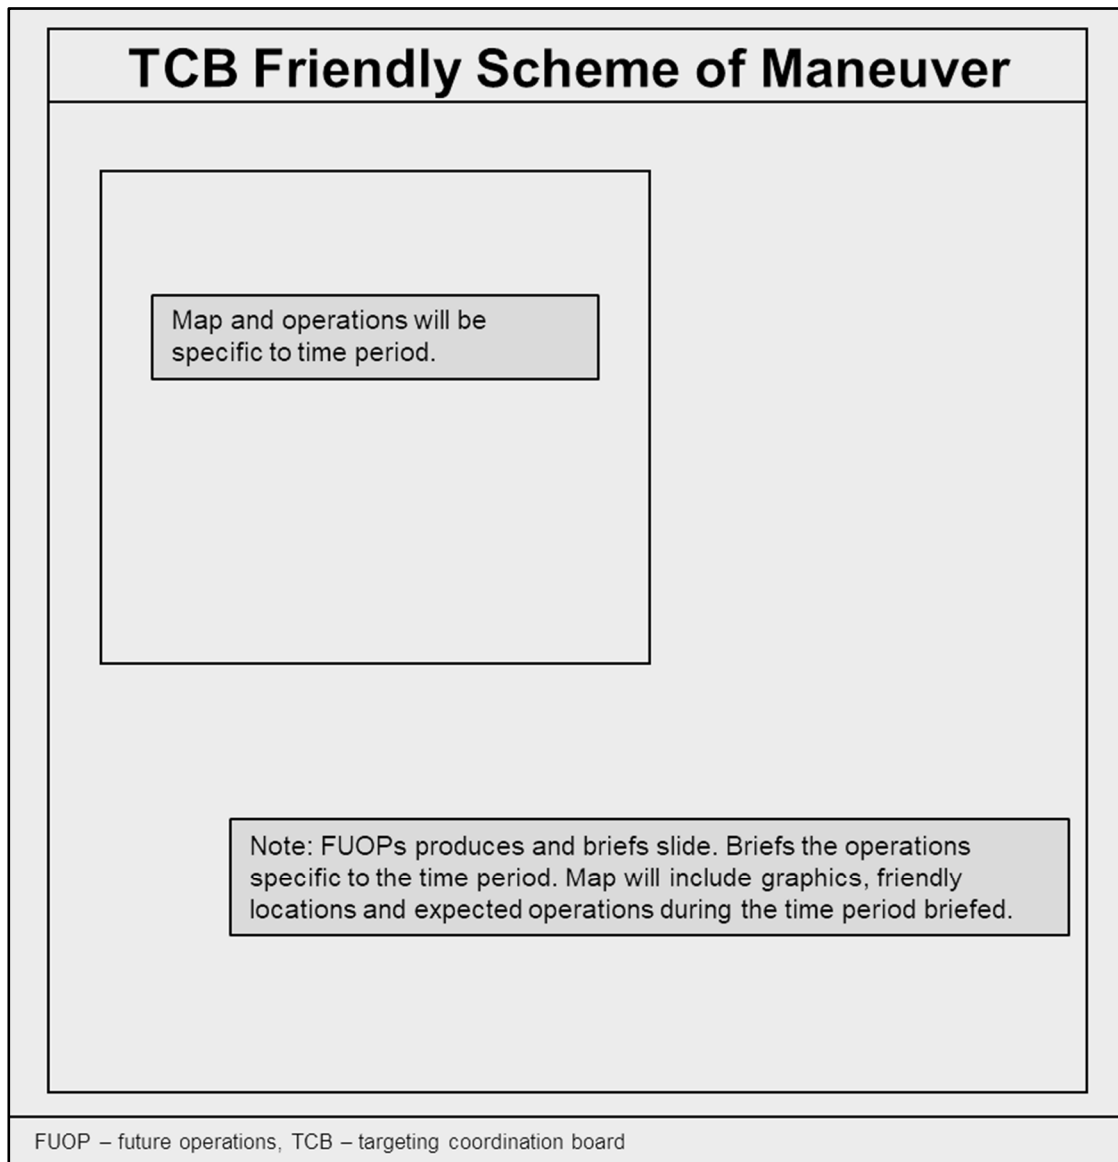 TCB Friendly Scheme of Maneuver
Map and operations will be
specific to time period.
Note: FUOPs produces and briefs slide. Briefs the operations
specific to the time period. Map will include graphics, friendly
locations and expected operations during the time period briefed.
FUOP – future operations, TCB – targeting coordination board